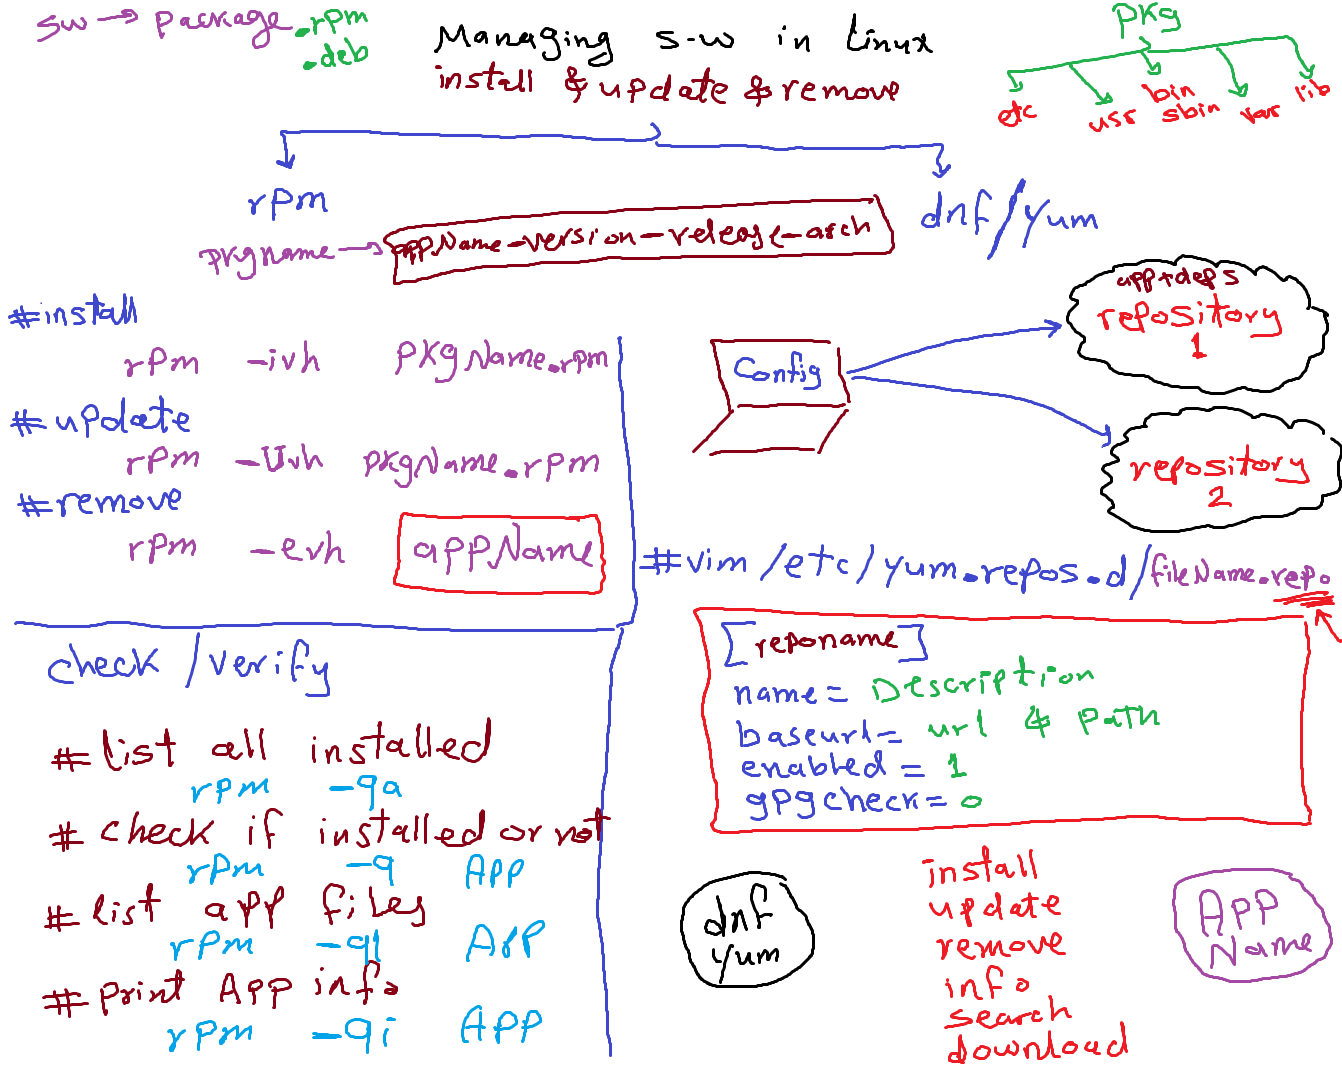 sw → package .rpm
.deb
Managing s-w in Linux
install & update & remove
PKg
etc usr bin sbin var lib
rpm
dnf/yum
pkgname → appName-version-release-arch
#install
rpm -ivh PKgName.rpm
#update
rpm -Uvh pkgName.rpm
#remove
rpm -evh appName
Config
app+deps
repository
1
repository
2
#vim /etc/yum.repos.d/fileName.repo
[reponame]
name= Description
baseurl= url & Path
enabled = 1
gpgcheck= 0
check /verify
#list all installed
rpm -qa
# check if installed or not
rpm -q App
# list app files
rpm -ql App
#print App info
rpm -qi App
dnf
yum
install
update
remove
info
search
download
App
Name